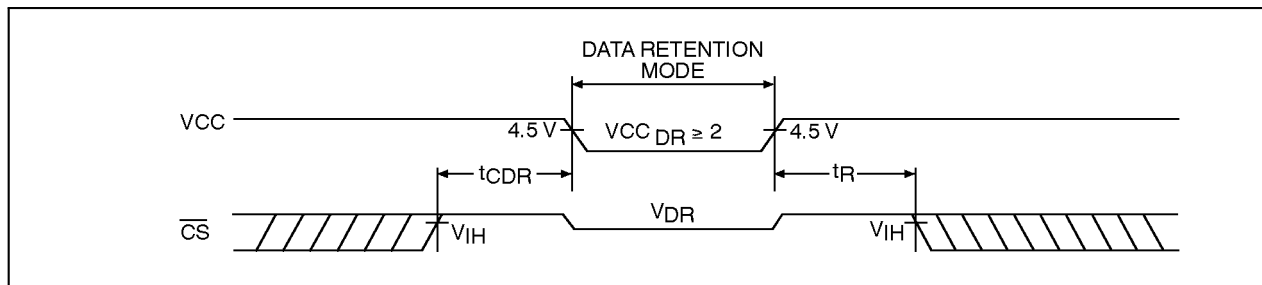 DATA RETENTION
MODE
VCC
4.5 V
VCC DR ≥ 2
4.5 V
tCDR
tR
CS
VIH
VDR
VIH